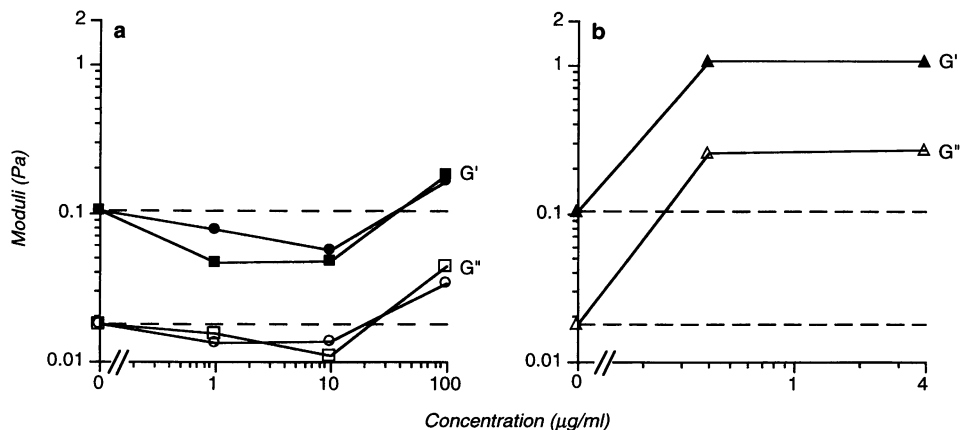 a
2
1
0.1
0.01
G'
G"
0
1
10
100
Moduli (Pa)
b
2
1
0.1
0.01
G'
G"
0
1
4
Concentration (μg/ml)